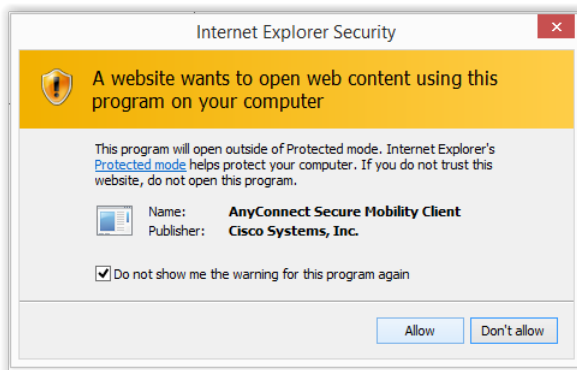 Internet Explorer Security
A website wants to open web content using this
program on your computer
This program will open outside of Protected mode. Internet Explorer's
Protected mode helps protect your computer. If you do not trust this
website, do not open this program.
Name: AnyConnect Secure Mobility Client
Publisher: Cisco Systems, Inc.
Do not show me the warning for this program again
Allow Don't allow